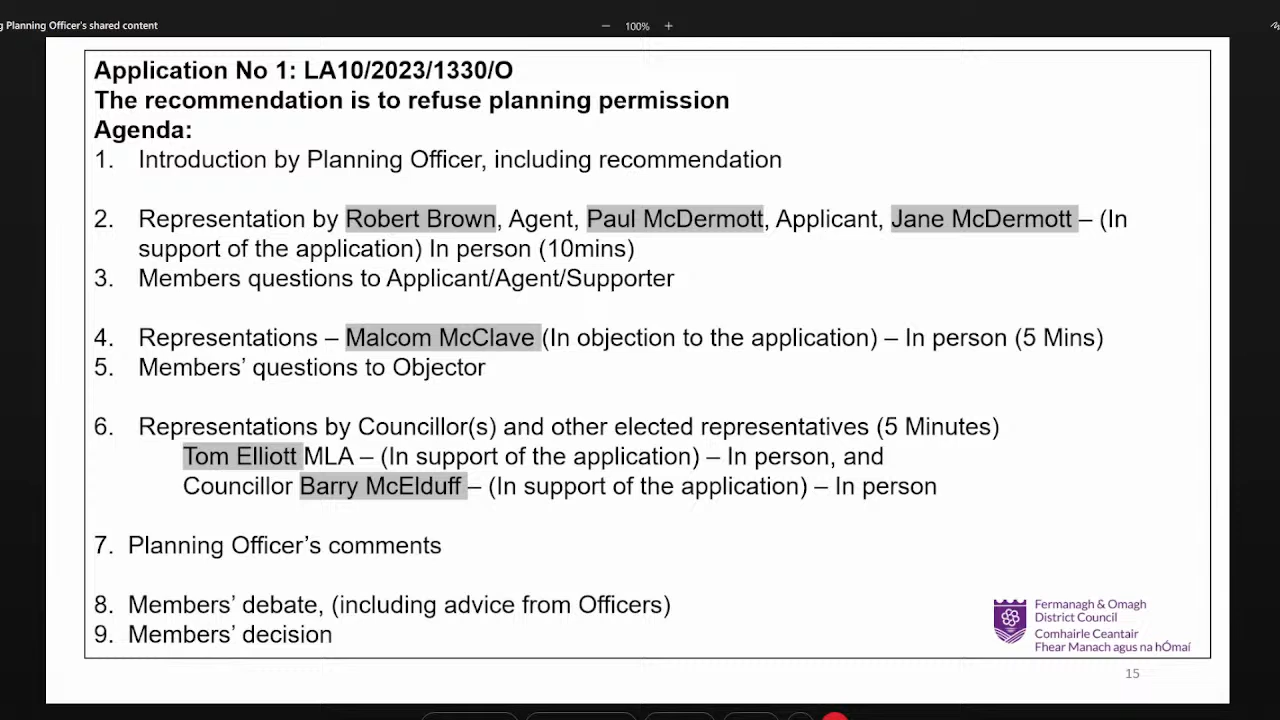 g Planning Officer's shared content
100%
Application No 1: LA10/2023/1330/O
The recommendation is to refuse planning permission
Agenda:
1. Introduction by Planning Officer, including recommendation
2. Representation by Robert Brown, Agent, Paul McDermott, Applicant, Jane McDermott – (In
support of the application) In person (10mins)
3. Members questions to Applicant/Agent/Supporter
4. Representations – Malcom McClave (In objection to the application) – In person (5 Mins)
5. Members’ questions to Objector
6. Representations by Councillor(s) and other elected representatives (5 Minutes)
Tom Elliott MLA – (In support of the application) – In person, and
Councillor Barry McElduff – (In support of the application) – In person
7. Planning Officer’s comments
8. Members’ debate, (including advice from Officers)
9. Members’ decision
Fermanagh & Omagh
District Council
Comhairle Ceantair
Fhear Manach agus na hÓmaí
15